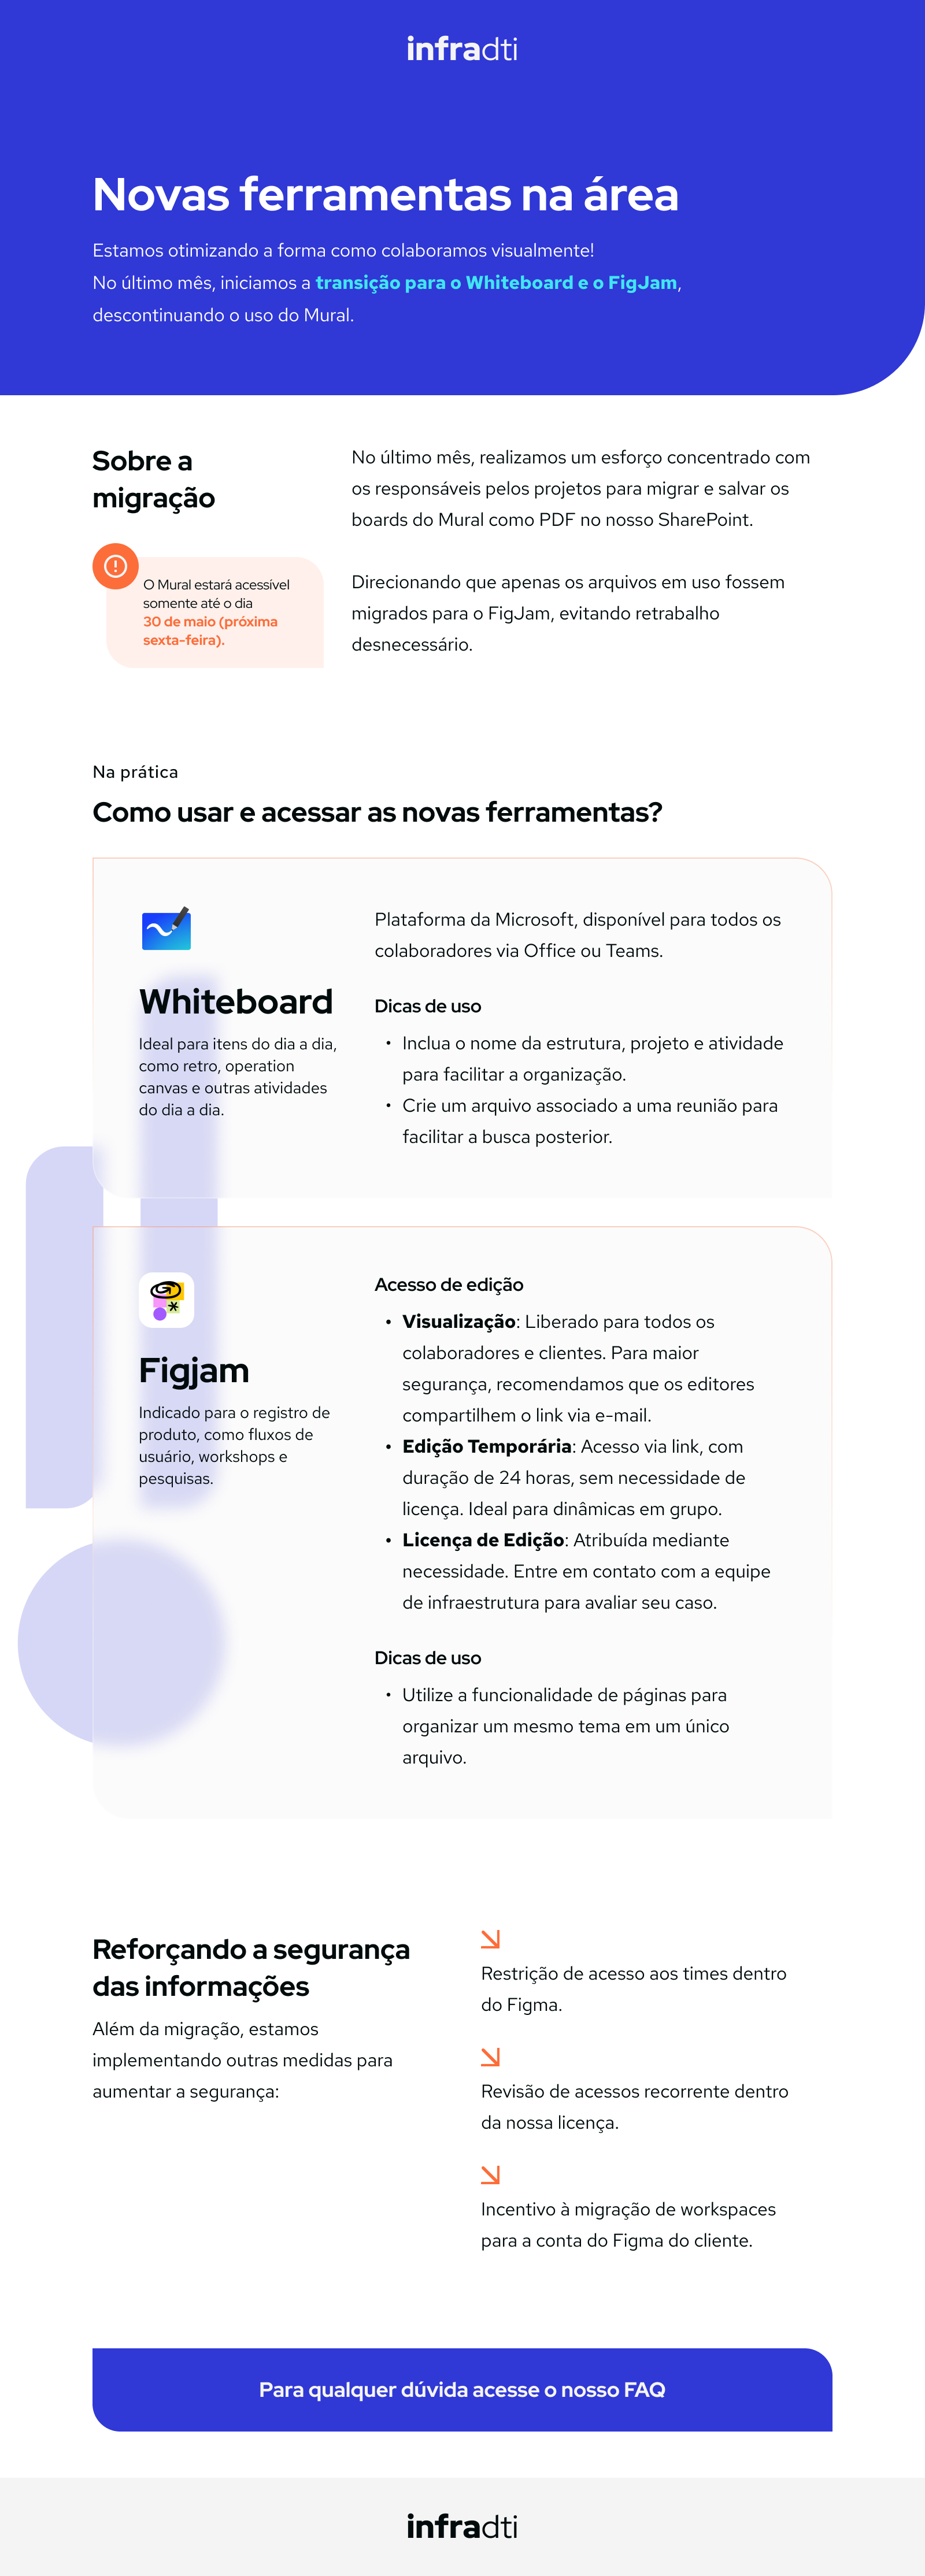 infradti
Novas ferramentas na área
Estamos otimizando a forma como colaboramos visualmente!
No último mês, iniciamos a transição para o Whiteboard e o FigJam,
descontinuando o uso do Mural.
Sobre a
migração
O Mural estará acessível
somente até o dia
30 de maio (próxima
sexta-feira).
No último mês, realizamos um esforço concentrado com
os responsáveis pelos projetos para migrar e salvar os
boards do Mural como PDF no nosso SharePoint.
Direcionando que apenas os arquivos em uso fossem
migrados para o FigJam, evitando retrabalho
desnecessário.
Na prática
Como usar e acessar as novas ferramentas?
Whiteboard
Ideal para itens do dia a dia,
como retro, operation
canvas e outras atividades
do dia a dia.
Plataforma da Microsoft, disponível para todos os
colaboradores via Office ou Teams.
Dicas de uso
• Inclua o nome da estrutura, projeto e atividade
para facilitar a organização.
• Crie um arquivo associado a uma reunião para
facilitar a busca posterior.
Figjam
Indicado para o registro de
produto, como fluxos de
usuário, workshops e
pesquisas.
Acesso de edição
• Visualização: Liberado para todos os
colaboradores e clientes. Para maior
segurança, recomendamos que os editores
compartilhem o link via e-mail.
• Edição Temporária: Acesso via link, com
duração de 24 horas, sem necessidade de
licença. Ideal para dinâmicas em grupo.
• Licença de Edição: Atribuída mediante
necessidade. Entre em contato com a equipe
de infraestrutura para avaliar seu caso.
Dicas de uso
• Utilize a funcionalidade de páginas para
organizar um mesmo tema em um único
arquivo.
Reforçando a segurança
das informações
Além da migração, estamos
implementando outras medidas para
aumentar a segurança:
Restrição de acesso aos times dentro
do Figma.
Revisão de acessos recorrente dentro
da nossa licença.
Incentivo à migração de workspaces
para a conta do Figma do cliente.
Para qualquer dúvida acesse o nosso FAQ
infradti